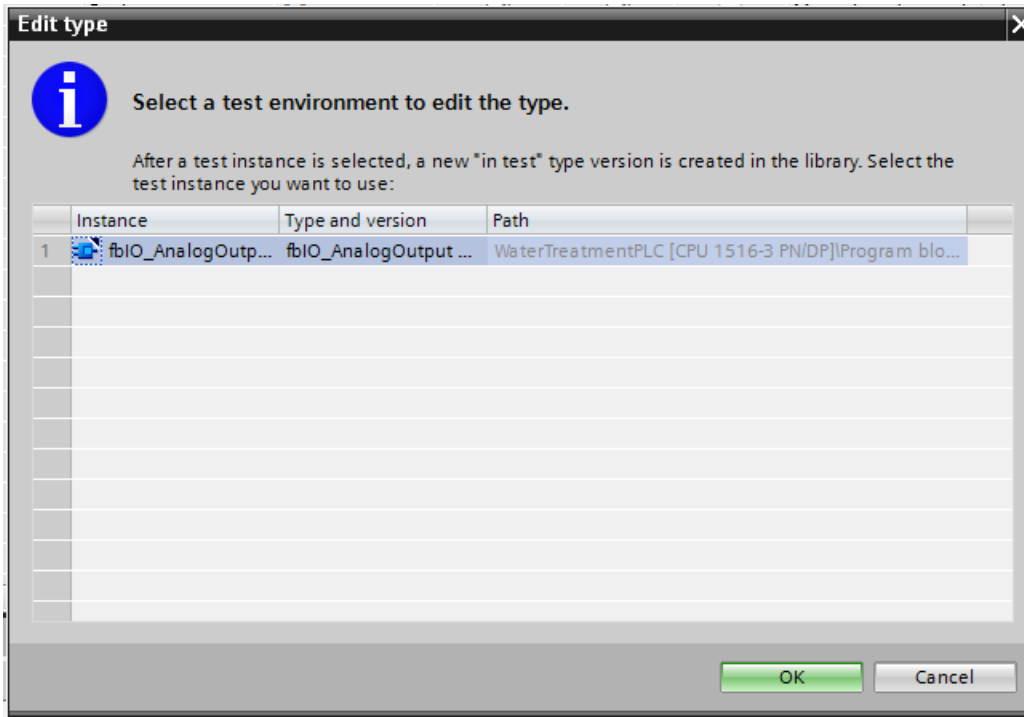 Edit type
Select a test environment to edit the type.
After a test instance is selected, a new "in test" type version is created in the library. Select the
test instance you want to use:
Instance Type and version Path
1 fbIO_AnalogOutp... fbIO_AnalogOutput ... WaterTreatmentPLC [CPU 1516-3 PN/DP]\Program blo...
OK Cancel